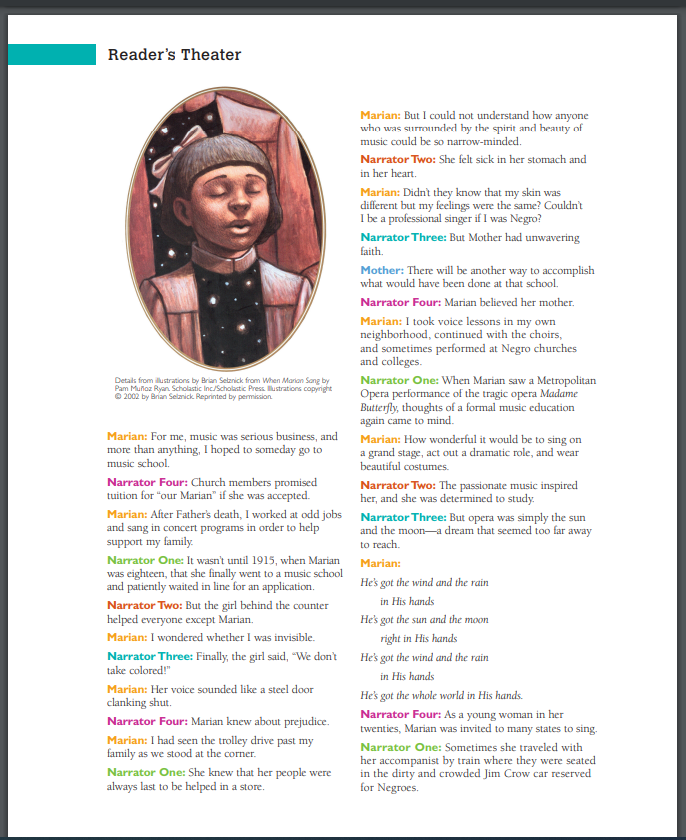 Reader's Theater
Details from illustrations by Brian Selznick from When Marian Sang by
Pam Muñoz Ryan. Scholastic Inc/Scholastic Press. Illustrations copyright
© 2002 by Brian Selznick. Reprinted by permission.
Marian: For me, music was serious business, and
more than anything, I hoped to someday go to
music school.
Narrator Four: Church members promised
tuition for "our Marian" if she was accepted.
Marian: After Father's death, I worked at odd jobs
and sang in concert programs in order to help
support my family.
Narrator One: It wasn't until 1915, when Marian
was eighteen, that she finally went to a music school
and patiently waited in line for an application.
Narrator Two: But the girl behind the counter
helped everyone except Marian.
Marian: I wondered whether I was invisible.
Narrator Three: Finally, the girl said, "We don't
take colored!"
Marian: Her voice sounded like a steel door
clanking shut.
Narrator Four: Marian knew about prejudice.
Marian: I had seen the trolley drive past my
family as we stood at the corner.
Narrator One: She knew that her people were
always last to be helped in a store.
Marian: But I could not understand how anyone
who was surrounded by the spirit and beauty of
music could be so narrow-minded.
Narrator Two: She felt sick in her stomach and
in her heart.
Marian: Didn't they know that my skin was
different but my feelings were the same? Couldn't
I be a professional singer if I was Negro?
Narrator Three: But Mother had unwavering
faith.
Mother: There will be another way to accomplish
what would have been done at that school.
Narrator Four: Marian believed her mother.
Marian: I took voice lessons in my own
neighborhood, continued with the choirs,
and sometimes performed at Negro churches
and colleges.
Narrator One: When Marian saw a Metropolitan
Opera performance of the tragic opera Madame
Butterfly, thoughts of a formal music education
again came to mind.
Marian: How wonderful it would be to sing on
a grand stage, act out a dramatic role, and wear
beautiful costumes.
Narrator Two: The passionate music inspired
her, and she was determined to study.
Narrator Three: But opera was simply the sun
and the moon—a dream that seemed too far away
to reach.
Marian:
He's got the wind and the rain
in His hands
He's got the sun and the moon
right in His hands
He's got the wind and the rain
in His hands
He's got the whole world in His hands.
Narrator Four: As a young woman in her
twenties, Marian was invited to many states to sing.
Narrator One: Sometimes she traveled with
her accompanist by train where they were seated
in the dirty and crowded Jim Crow car reserved
for Negroes.